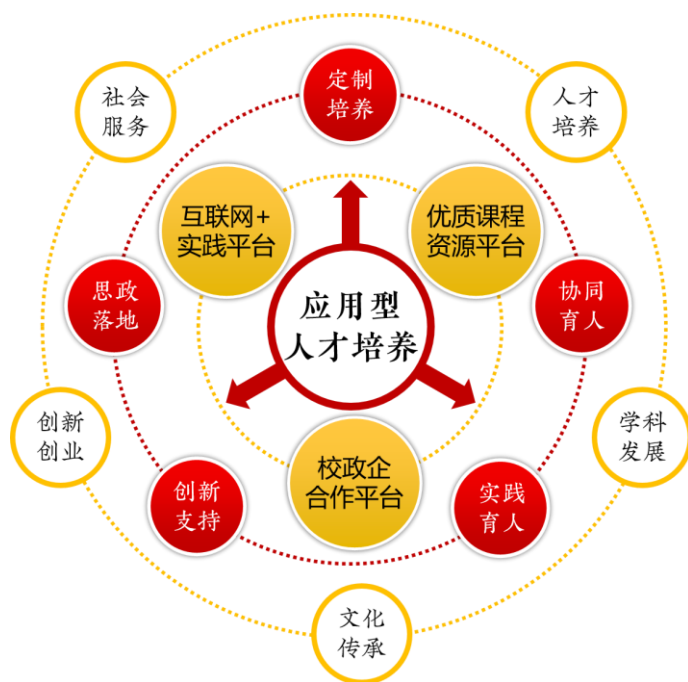 定制
培养
社会
服务
人才
培养
互联网+
实践平台
优质课程
资源平台
思政
落地
应用型
人才培养
协同
育人
创新
创业
学科
发展
校政企
合作平台
创新
支持
实践
育人
文化
传承